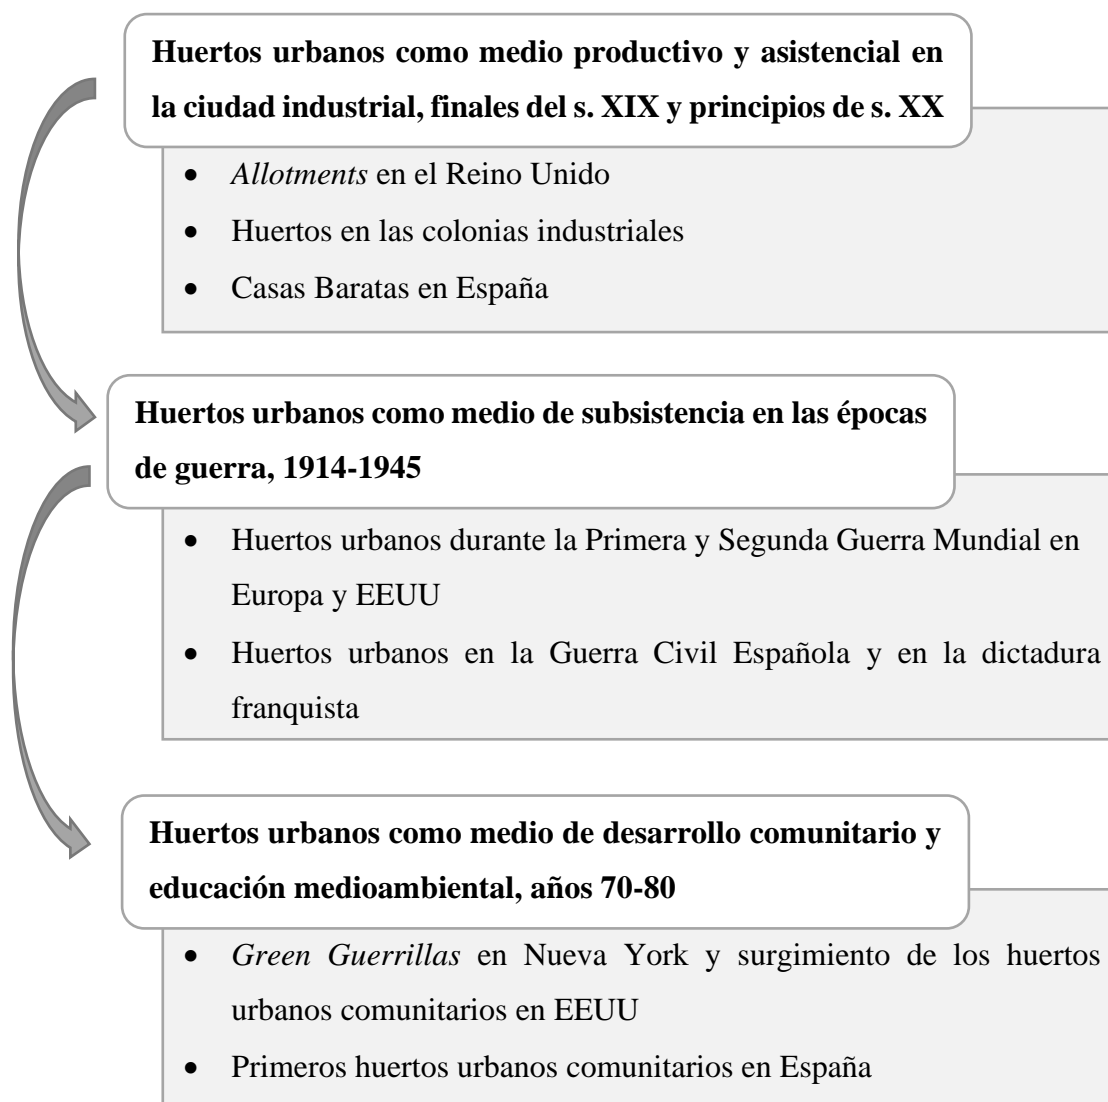 Huertos urbanos como medio productivo y asistencial en
la ciudad industrial, finales del s. XIX y principios de s. XX
• Allotments en el Reino Unido
• Huertos en las colonias industriales
• Casas Baratas en España
Huertos urbanos como medio de subsistencia en las épocas
de guerra, 1914-1945
• Huertos urbanos durante la Primera y Segunda Guerra Mundial en
Europa y EEUU
• Huertos urbanos en la Guerra Civil Española y en la dictadura
franquista
Huertos urbanos como medio de desarrollo comunitario y
educación medioambiental, años 70-80
• Green Guerrillas en Nueva York y surgimiento de los huertos
urbanos comunitarios en EEUU
• Primeros huertos urbanos comunitarios en España